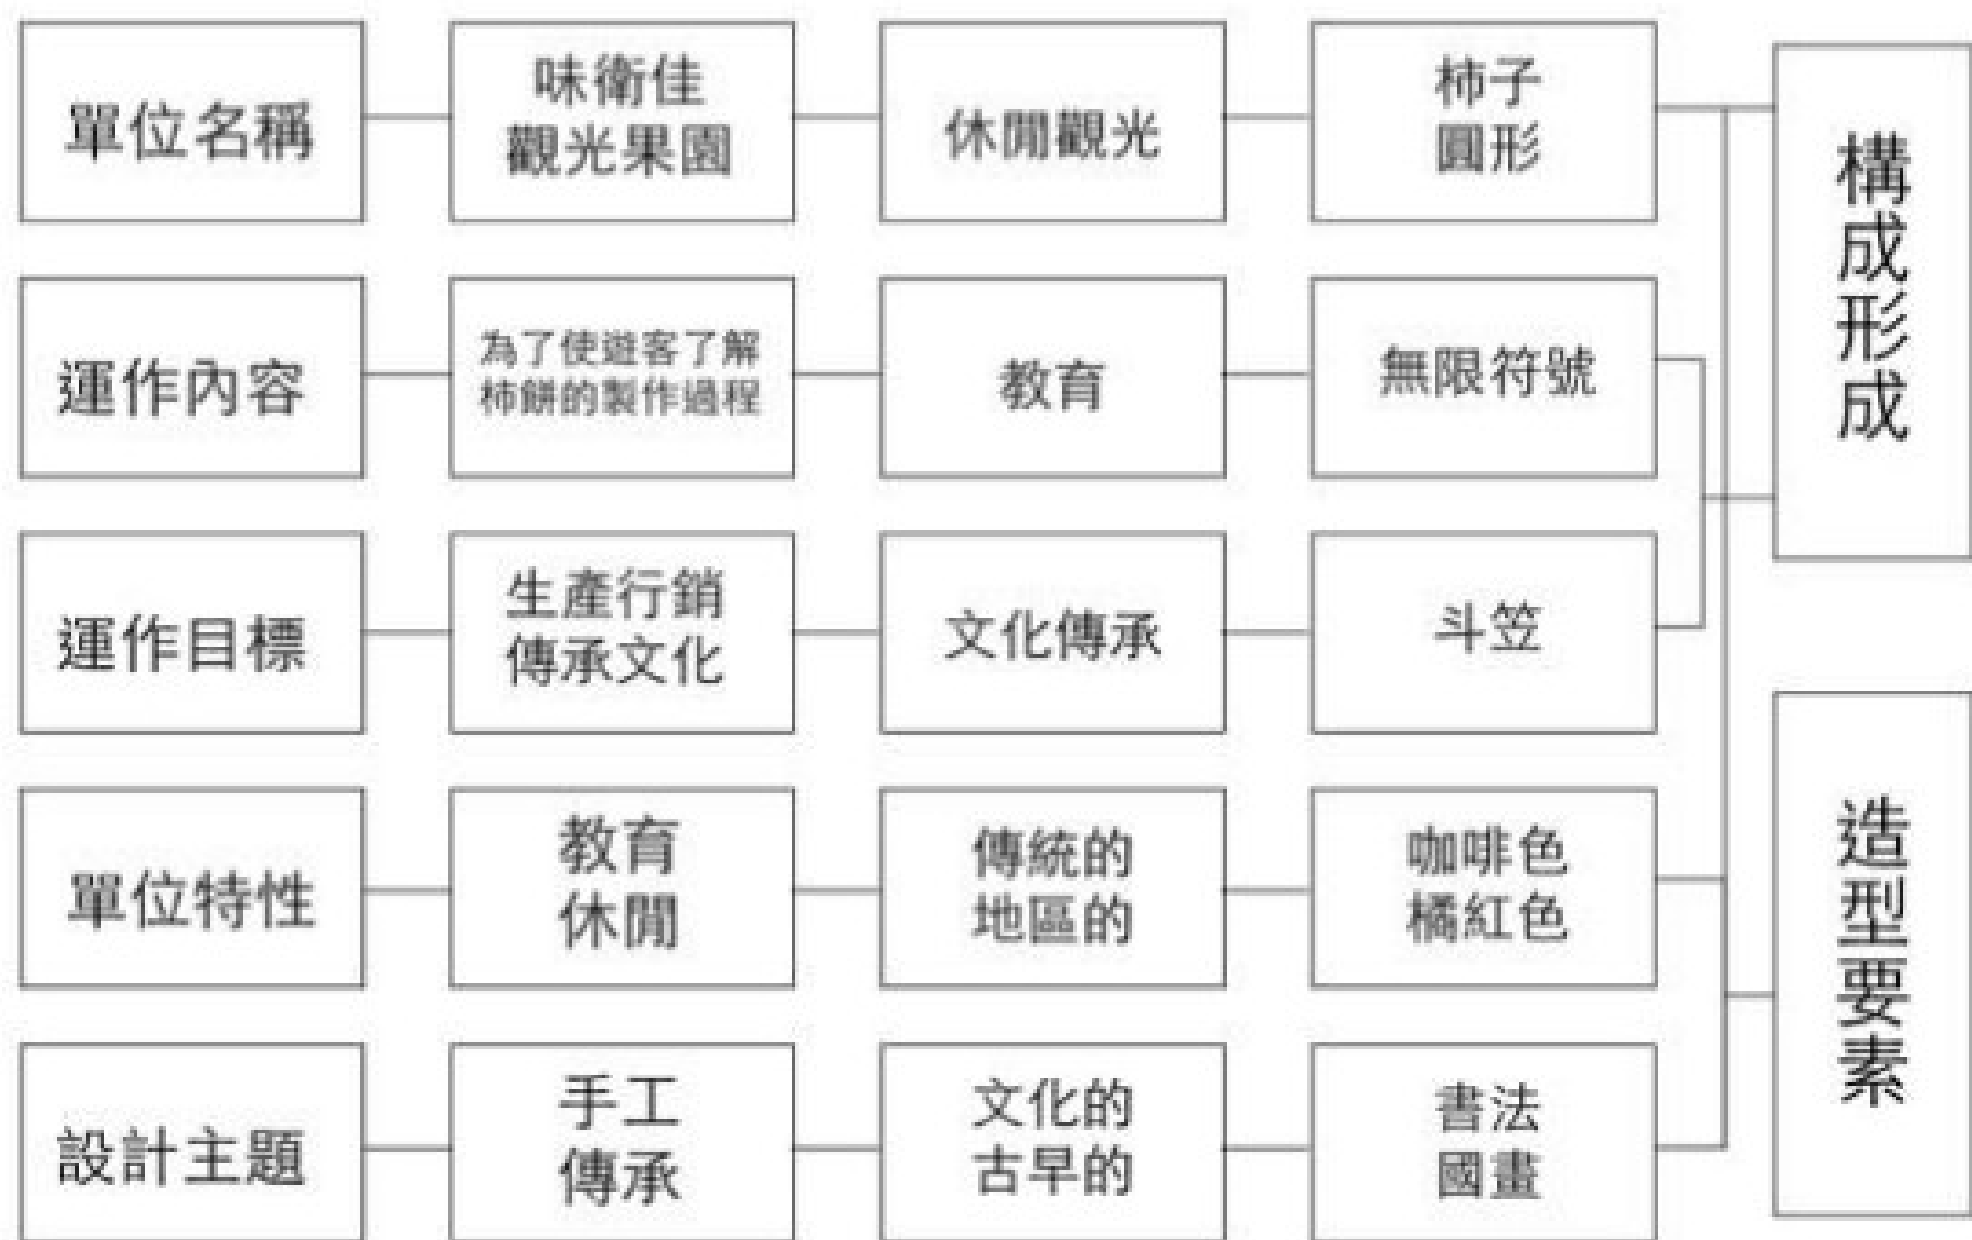 單位名稱
味衛佳
觀光果園
休閒觀光
柿子
圓形
運作內容
為了使遊客了解
柿餅的製作過程
教育
無限符號
運作目標
生產行銷
傳承文化
文化傳承
斗笠
單位特性
教育
休閒
傳統的
地區的
咖啡色
橘紅色
設計主題
手工
傳承
文化的
古早的
書法
國畫
構成形成
造型要素